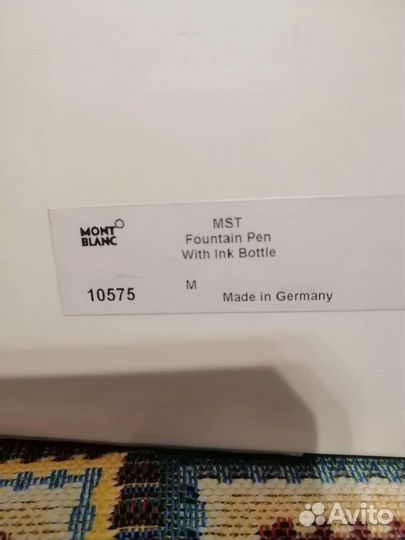 MONT
BLANC
MST
Fountain Pen
With Ink Bottle
10575
M
Made in Germany
Avito